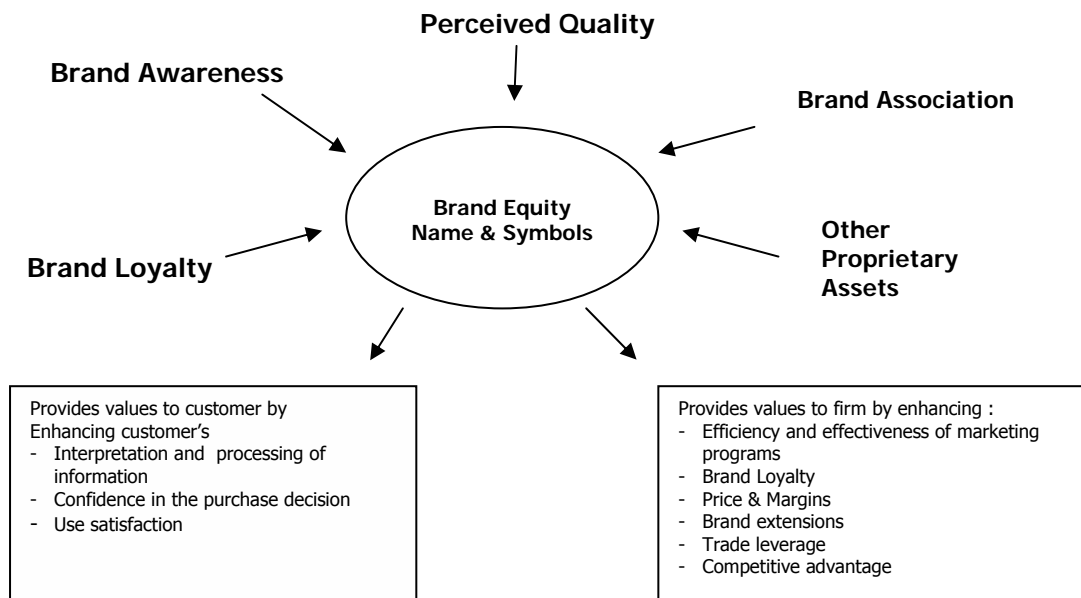 Perceived Quality
Brand Awareness
Brand Association
Brand Equity
Name & Symbols
Brand Loyalty
Other
Proprietary
Assets
Provides values to customer by
Enhancing customer’s
- Interpretation and processing of
information
- Confidence in the purchase decision
- Use satisfaction
Provides values to firm by enhancing :
- Efficiency and effectiveness of marketing
programs
- Brand Loyalty
- Price & Margins
- Brand extensions
- Trade leverage
- Competitive advantage